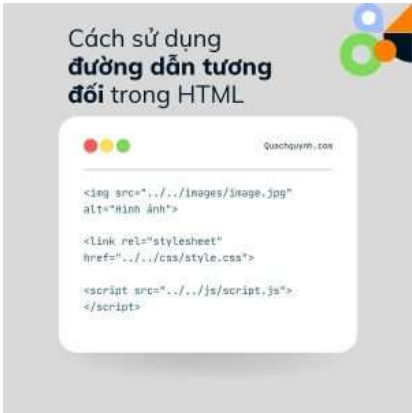 Cách sử dụng
đường dẫn tương
đối trong HTML
Quachquynh.com
<img src="../../images/image.jpg"
alt="Hình ảnh">
<link rel="stylesheet"
href="../../css/style.css">
<script src="../../js/script.js">
</script>